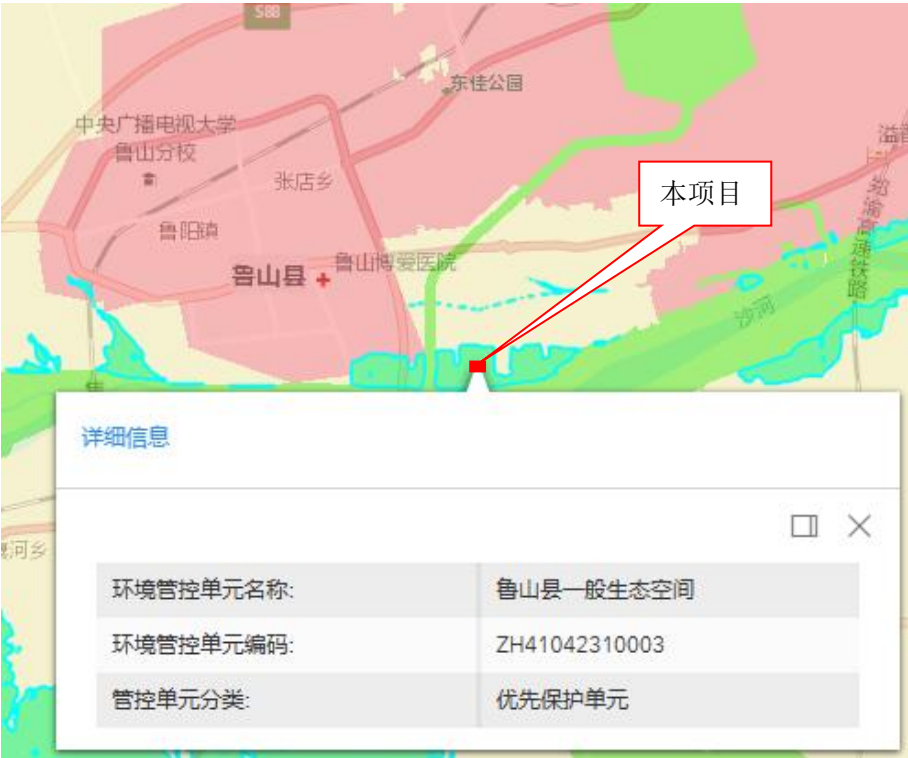 S88
东佳公园
中央广播电视大学
鲁山分校
张店乡
本项目
鲁阳镇
鲁山县
鲁山博爱医院
郑渝高速铁路
沙河
详细信息
河乡
环境管控单元名称: 鲁山县一般生态空间
环境管控单元编码: ZH41042310003
管控单元分类: 优先保护单元